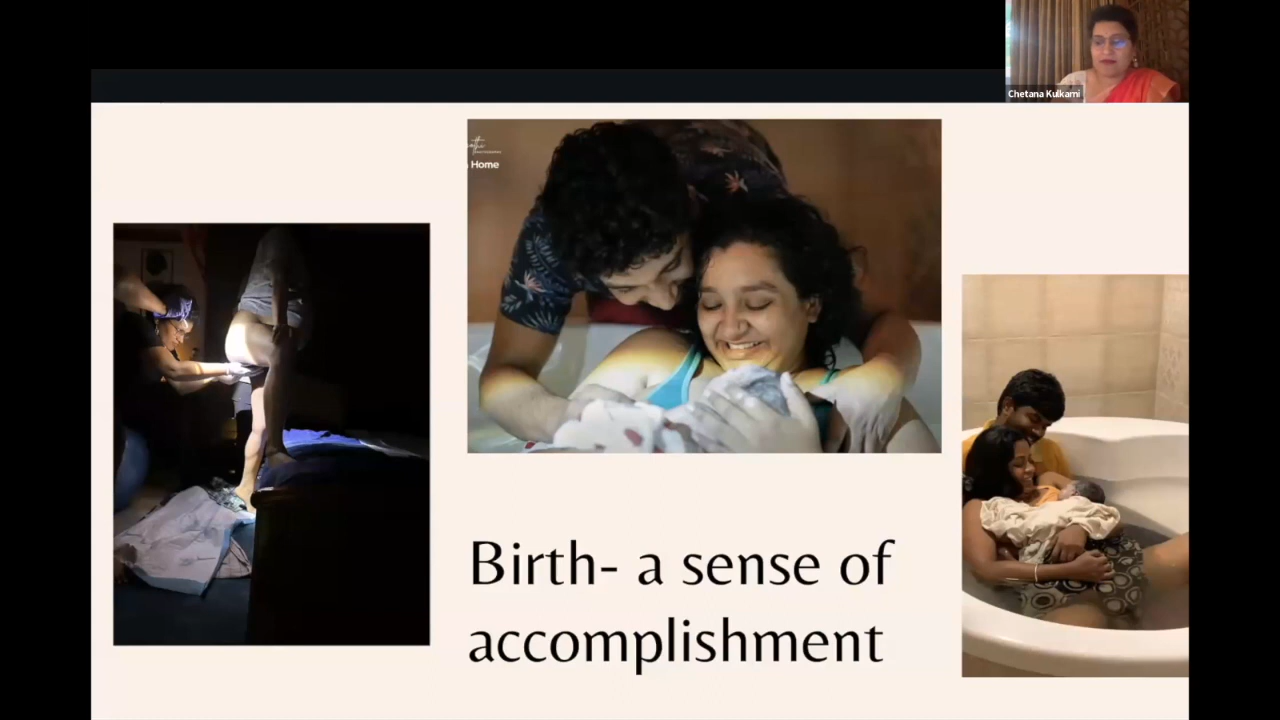 Chetana Kulkarni
Home
Birth- a sense of
accomplishment